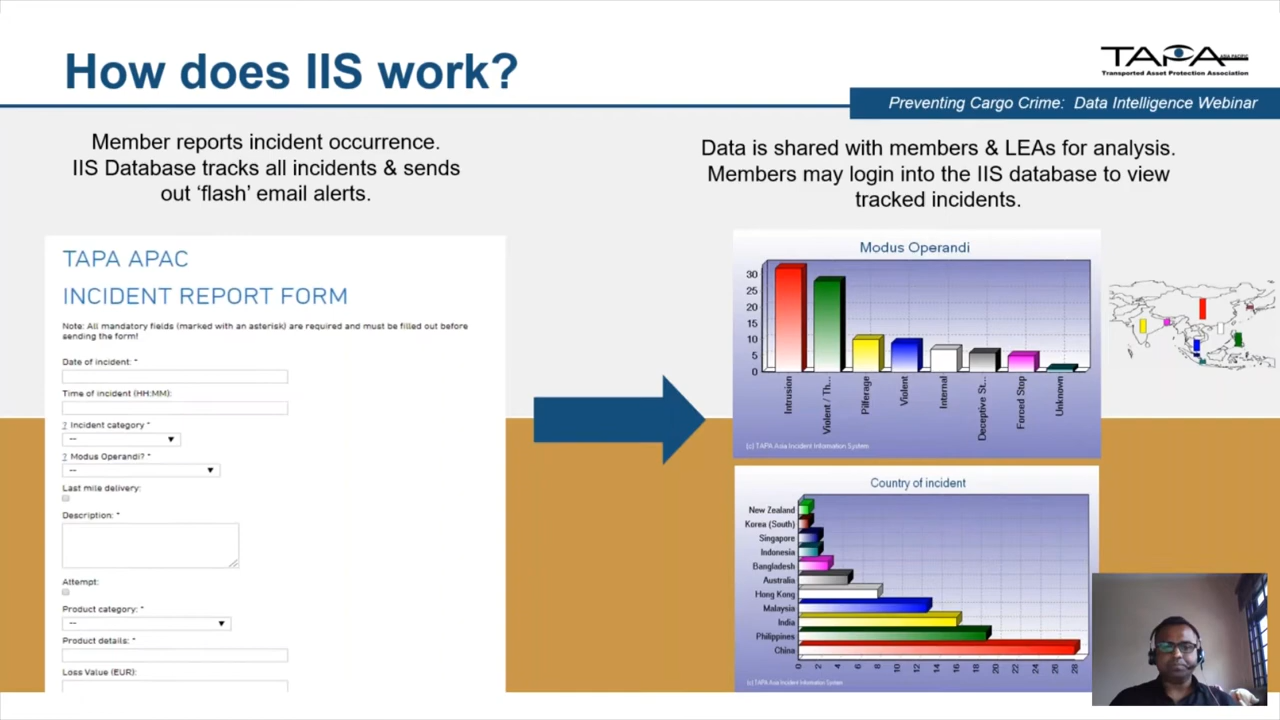 How does IIS work?
TAPA
ASIA PACIFIC
Transported Asset Protection Association
Preventing Cargo Crime: Data Intelligence Webinar
Member reports incident occurrence.
IIS Database tracks all incidents & sends
out ‘flash’ email alerts.
Data is shared with members & LEAs for analysis.
Members may login into the IIS database to view
tracked incidents.
TAPA APAC
INCIDENT REPORT FORM
Note: All mandatory fields (marked with an asterisk) are required and must be filled out before
sending the form!
Date of incident: *
Time of incident (HH:MM):
? Incident category *
--
? Modus Operandi? *
--
Last mile delivery:
Description: *
Attempt:
Product category: *
--
Product details: *
Loss Value (EUR):
Modus Operandi
30
25
20
15
10
5
0
Intrusion
Violent / Th...
Pilferage
Violent
Internal
Deceptive St...
Forced Stop
Unknown
(c) TAPA Asia Incident Information System
Country of incident
New Zealand
Korea (South)
Singapore
Indonesia
Bangladesh
Australia
Hong Kong
Malaysia
India
Philippines
China
0 2 4 6 8 10 12 14 16 18 20 22 24 26 28
(c) TAPA Asia Incident Information System